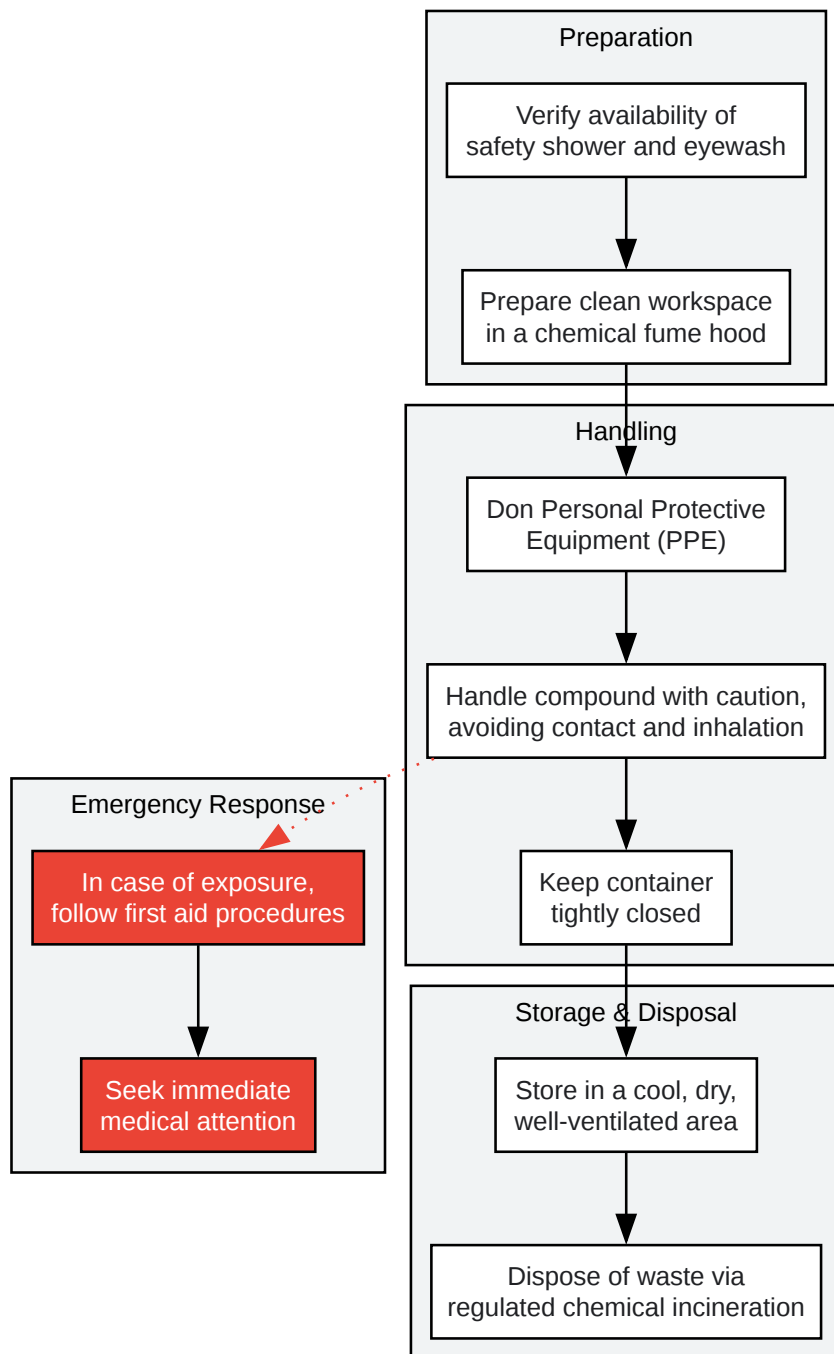 Preparation
Verify availability of
safety shower and eyewash
Prepare clean workspace
in a chemical fume hood
Handling
Don Personal Protective
Equipment (PPE)
Handle compound with caution,
avoiding contact and inhalation
Keep container
tightly closed
Emergency Response
In case of exposure,
follow first aid procedures
Seek immediate
medical attention
Storage & Disposal
Store in a cool, dry,
well-ventilated area
Dispose of waste via
regulated chemical incineration